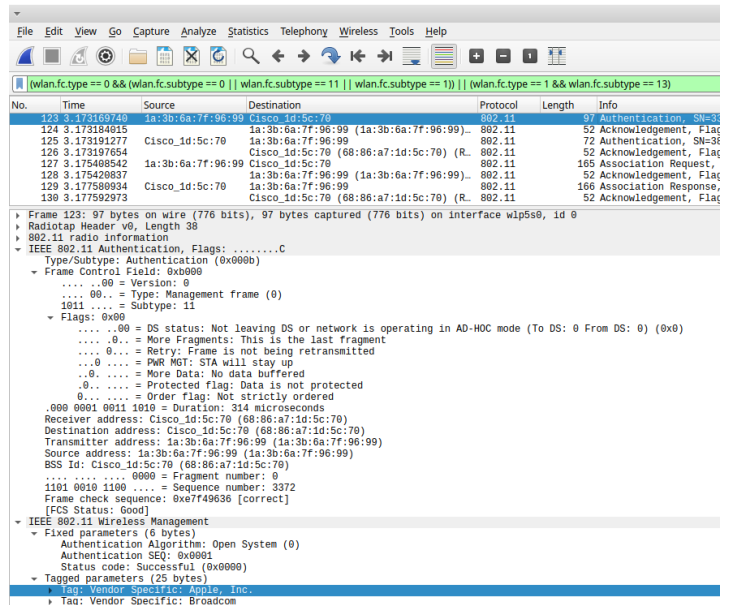 File Edit View Go Capture Analyze Statistics Telephony Wireless Tools Help
(wlan.fc.type == 0 && (wlan.fc.subtype == 0 || wlan.fc.subtype == 11 || wlan.fc.subtype == 1)) || (wlan.fc.type == 1 && wlan.fc.subtype == 13)
No. Time Source Destination Protocol Length Info
123 3.173169740 1a:3b:6a:7f:96:99 Cisco_1d:5c:70 802.11 97 Authentication, SN=33
124 3.173184015 1a:3b:6a:7f:96:99 (1a:3b:6a:7f:96:99)… 802.11 52 Acknowledgement, Flag
125 3.173191277 Cisco_1d:5c:70 1a:3b:6a:7f:96:99 802.11 72 Authentication, SN=38
126 3.173197654 Cisco_1d:5c:70 (68:86:a7:1d:5c:70) (R… 802.11 52 Acknowledgement, Flag
127 3.175408542 1a:3b:6a:7f:96:99 Cisco_1d:5c:70 802.11 165 Association Request,
128 3.175420837 1a:3b:6a:7f:96:99 (1a:3b:6a:7f:96:99)… 802.11 52 Acknowledgement, Flag
129 3.177580934 Cisco_1d:5c:70 1a:3b:6a:7f:96:99 802.11 166 Association Response,
130 3.177592973 Cisco_1d:5c:70 (68:86:a7:1d:5c:70) (R… 802.11 52 Acknowledgement, Flag
Frame 123: 97 bytes on wire (776 bits), 97 bytes captured (776 bits) on interface wlp5s0, id 0
Radiotap Header v0, Length 38
802.11 radio information
IEEE 802.11 Authentication, Flags: ........C
Type/Subtype: Authentication (0x000b)
Frame Control Field: 0xb000
.... ..00 = Version: 0
.... 00.. = Type: Management frame (0)
1011 .... = Subtype: 11
Flags: 0x00
.... ..00 = DS status: Not leaving DS or network is operating in AD-HOC mode (To DS: 0 From DS: 0) (0x0)
.... .0.. = More Fragments: This is the last fragment
.... 0... = Retry: Frame is not being retransmitted
...0 .... = PWR MGT: STA will stay up
..0. .... = More Data: No data buffered
.0.. .... = Protected flag: Data is not protected
0... .... = Order flag: Not strictly ordered
.000 0001 0011 1010 = Duration: 314 microseconds
Receiver address: Cisco_1d:5c:70 (68:86:a7:1d:5c:70)
Destination address: Cisco_1d:5c:70 (68:86:a7:1d:5c:70)
Transmitter address: 1a:3b:6a:7f:96:99 (1a:3b:6a:7f:96:99)
Source address: 1a:3b:6a:7f:96:99 (1a:3b:6a:7f:96:99)
BSS Id: Cisco_1d:5c:70 (68:86:a7:1d:5c:70)
.... .... .... 0000 = Fragment number: 0
1101 0010 1100 .... = Sequence number: 3372
Frame check sequence: 0xe7f49636 [correct]
[FCS Status: Good]
IEEE 802.11 Wireless Management
Fixed parameters (6 bytes)
Authentication Algorithm: Open System (0)
Authentication SEQ: 0x0001
Status code: Successful (0x0000)
Tagged parameters (25 bytes)
Tag: Vendor Specific: Apple, Inc.
Tag: Vendor Specific: Broadcom